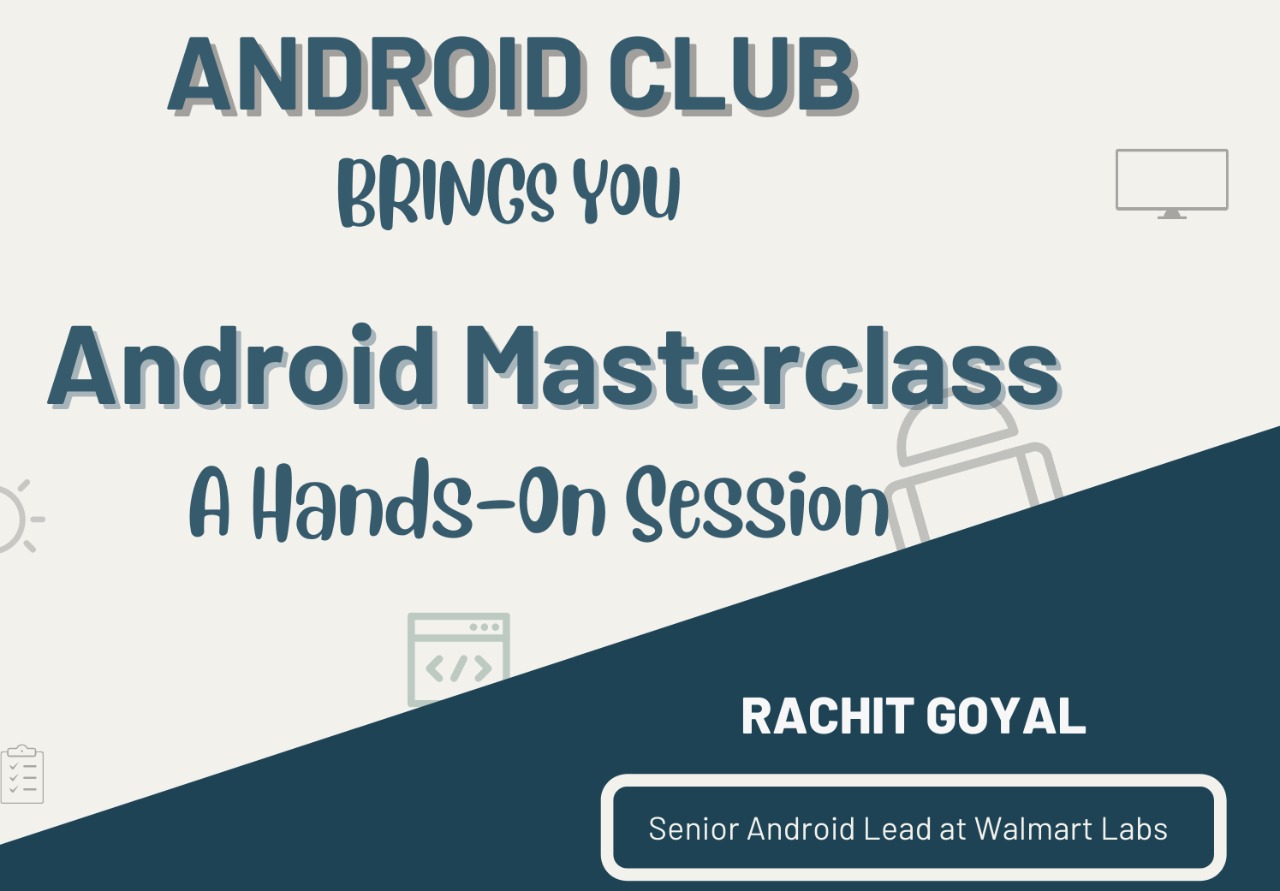 ANDROID CLUB
BRINGS YOU
Android Masterclass
A Hands-On Session
RACHIT GOYAL
Senior Android Lead at Walmart Labs